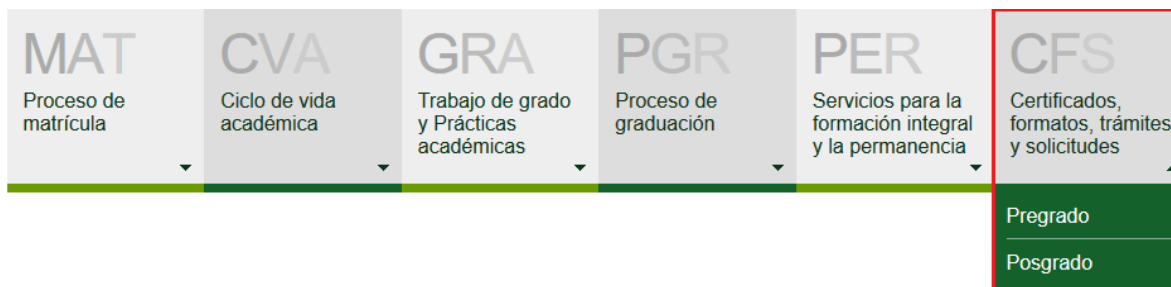 MAT
Proceso de
matrícula
CVA
Ciclo de vida
académica
GRA
Trabajo de grado
y Prácticas
académicas
PGR
Proceso de
graduación
PER
Servicios para la
formación integral
y la permanencia
CFS
Certificados,
formatos, trámites
y solicitudes
Pregrado
Posgrado